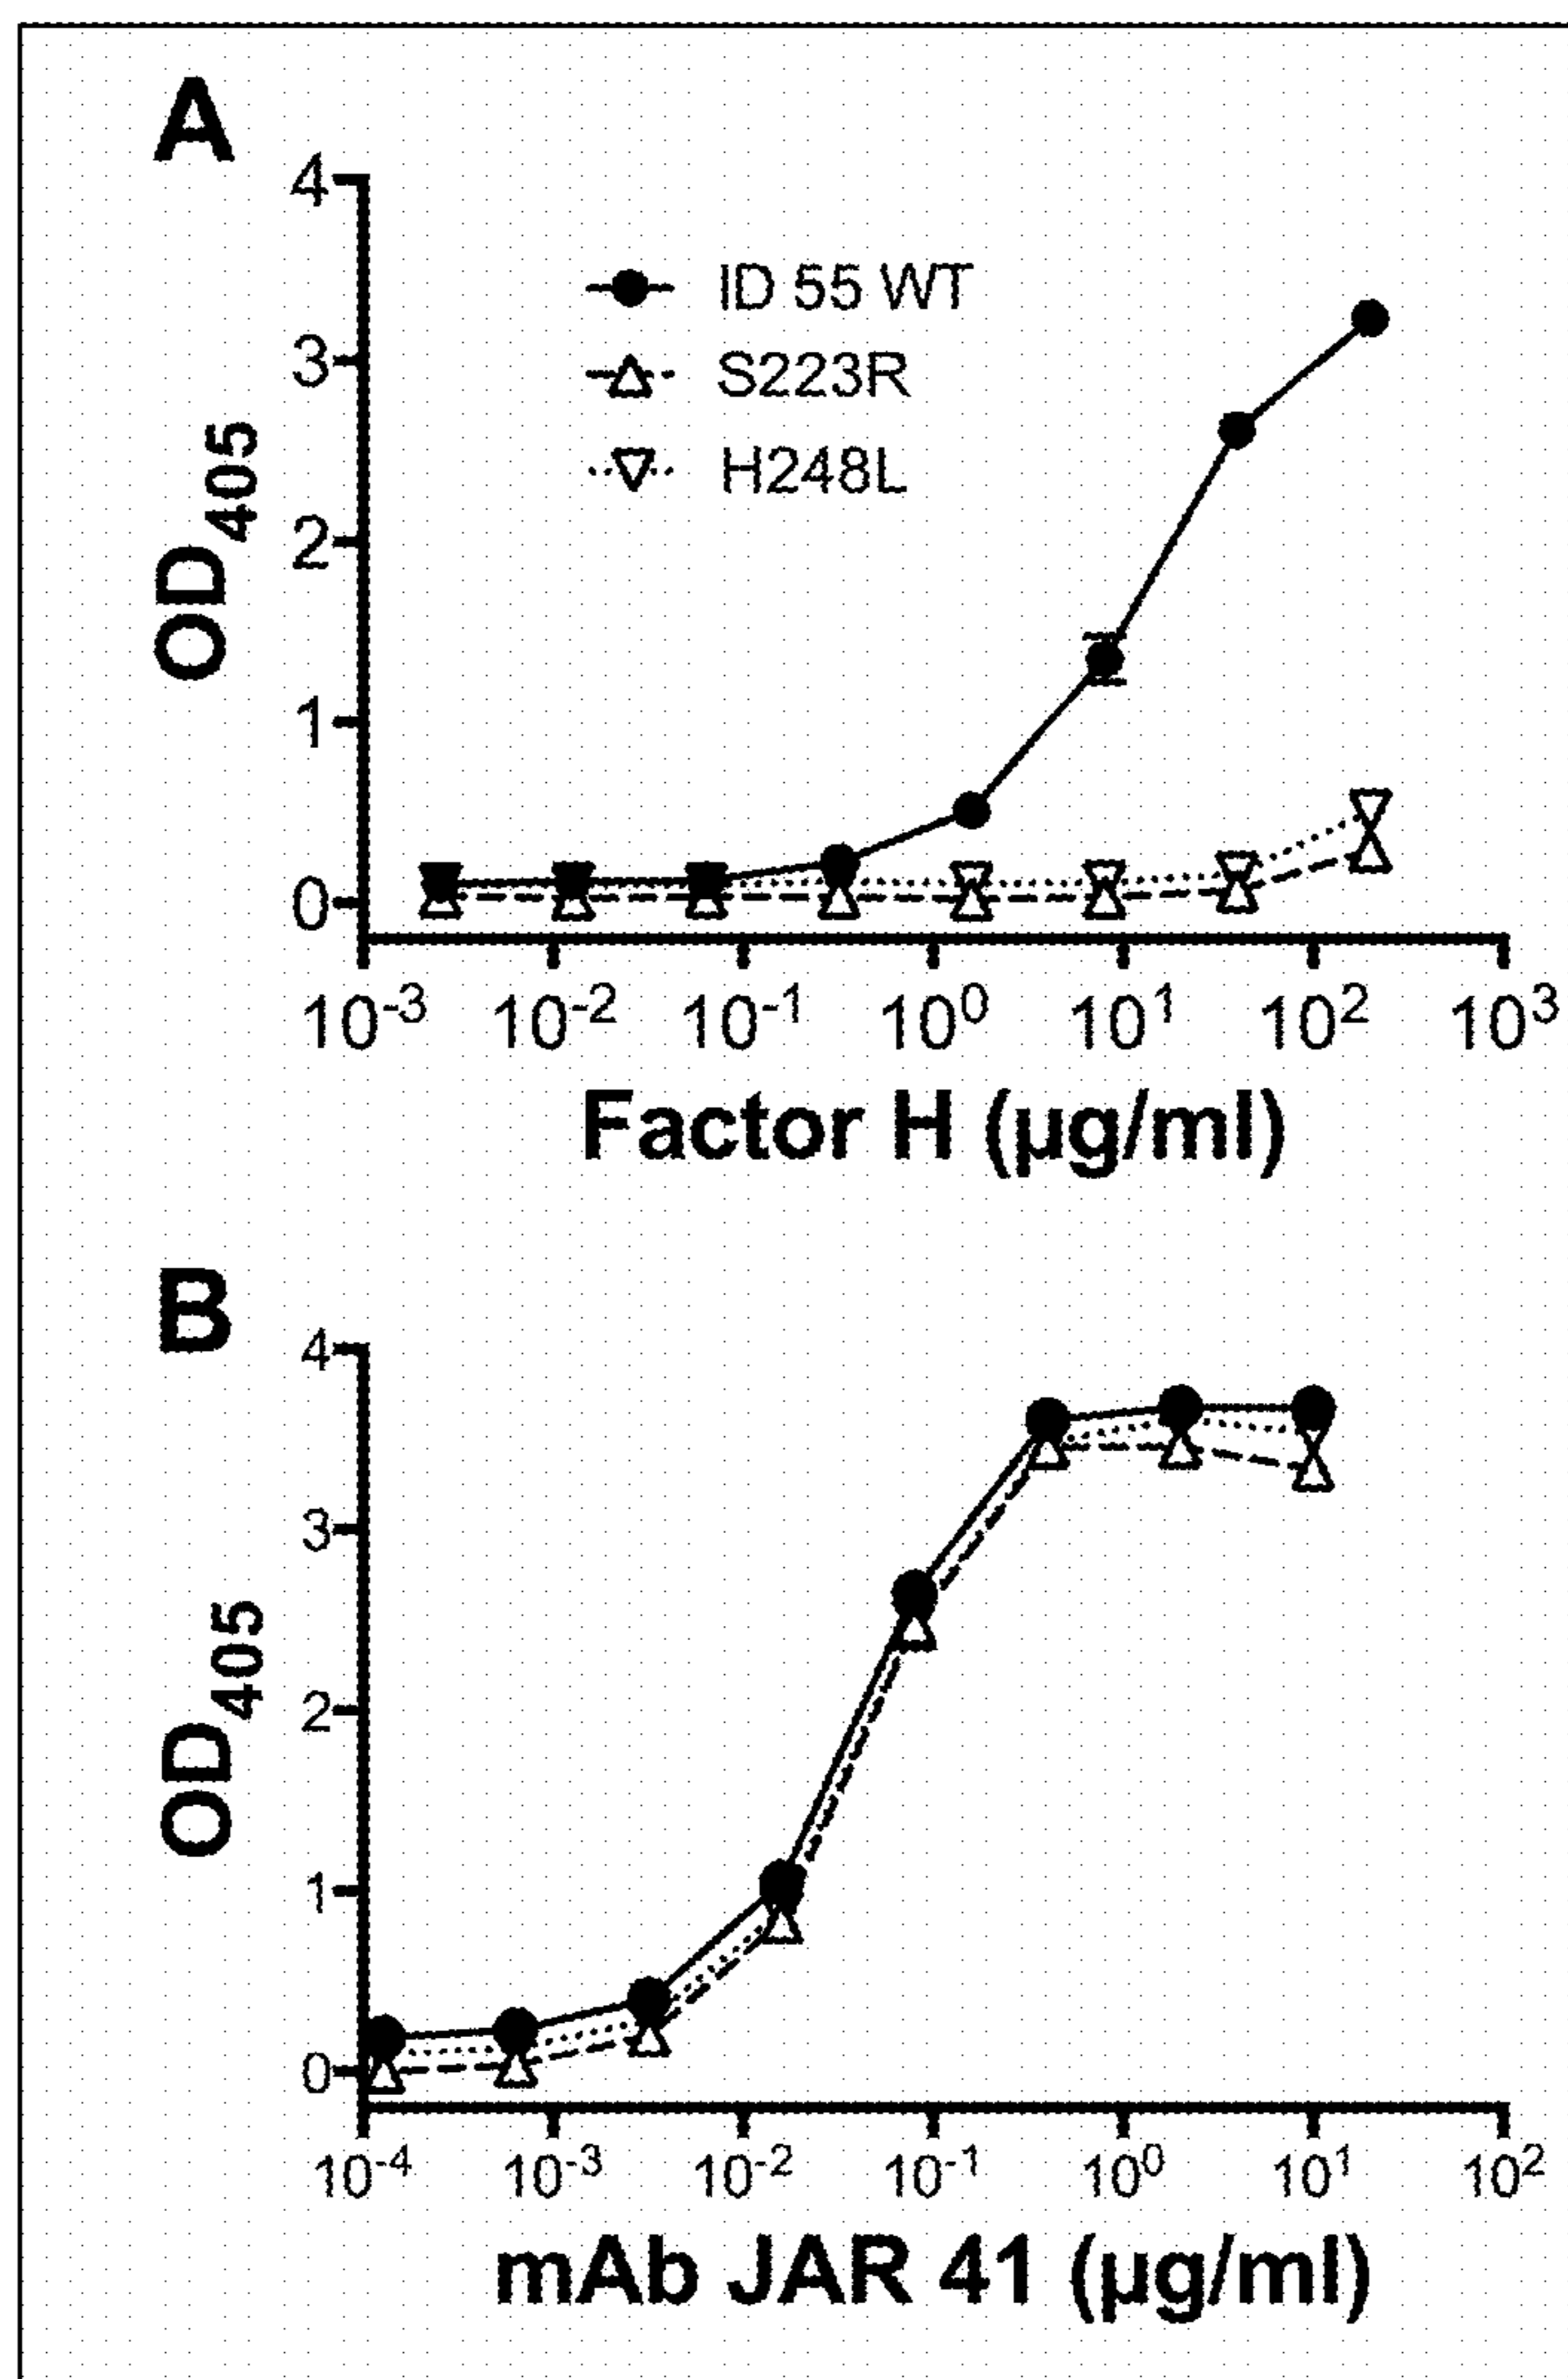 A
4
3
2
1
0
OD405
ID 55 WT
S223R
H248L
10-3 10-2 10-1 100 101 102 103
Factor H (µg/ml)
B
4
3
2
1
0
OD405
10-4 10-3 10-2 10-1 100 101 102
mAb JAR 41 (µg/ml)